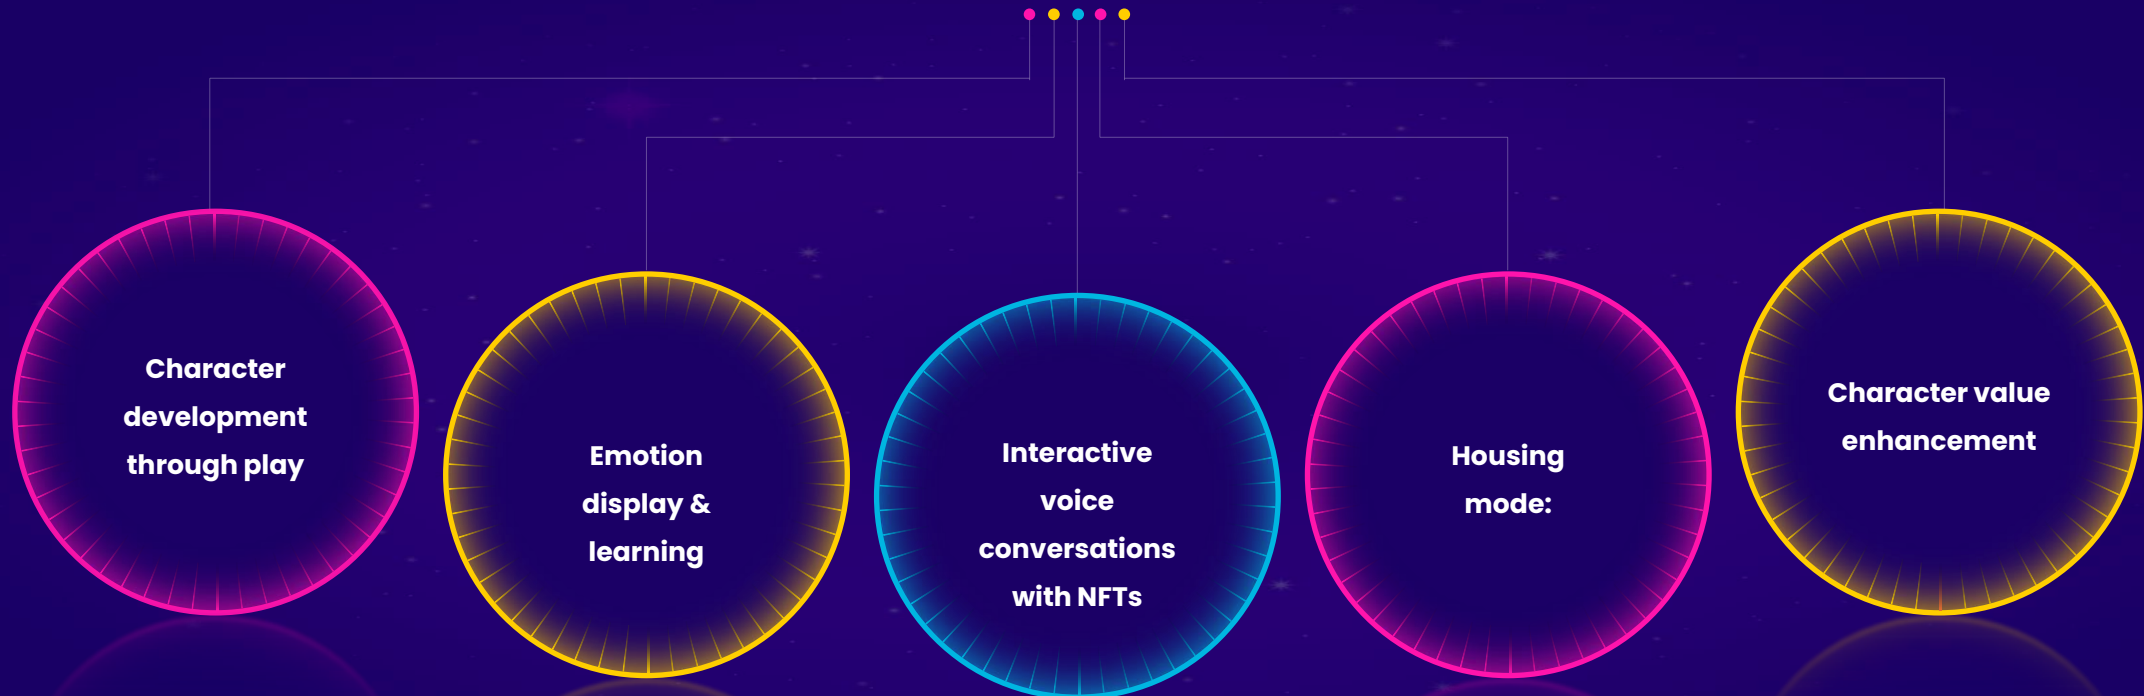 Character
development
through play
Emotion
display &
learning
Interactive
voice
conversations
with NFTs
Housing
mode:
Character value
enhancement